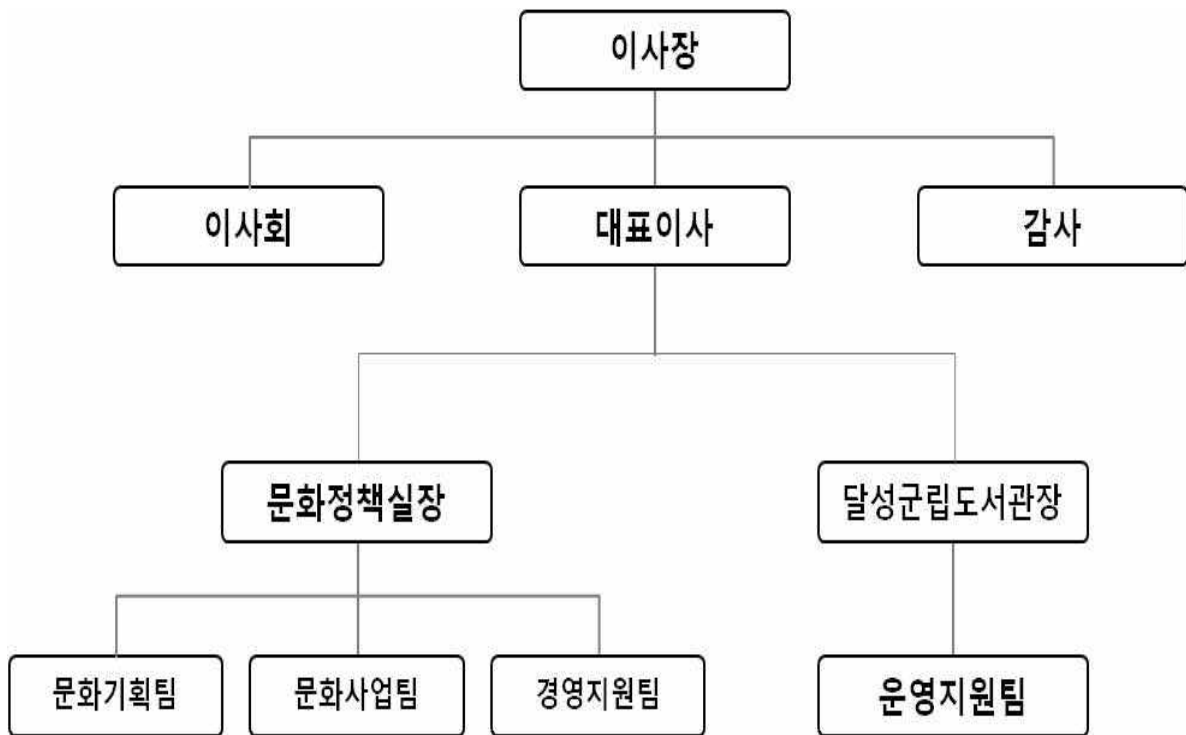 이사장
이사회
대표이사
감사
문화정책실장
달성군립도서관장
문화기획팀
문화사업팀
경영지원팀
운영지원팀